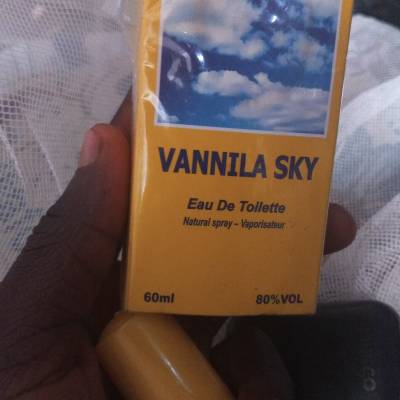 VANNILA SKY
Eau De Toilette
Natural spray – Vaporisateur
60ml 80%VOL